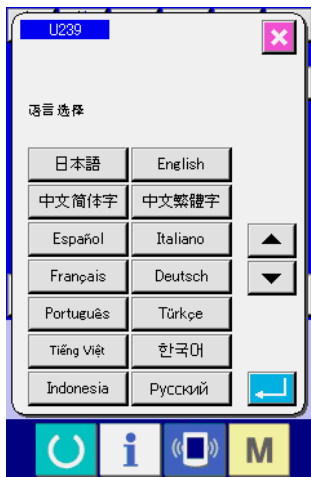 U239
语言选择
日本語 English
中文简体字 中文繁體字
Español Italiano
Français Deutsch
Português Türkçe
Tiếng Việt 한국어
Indonesia Русский
i M